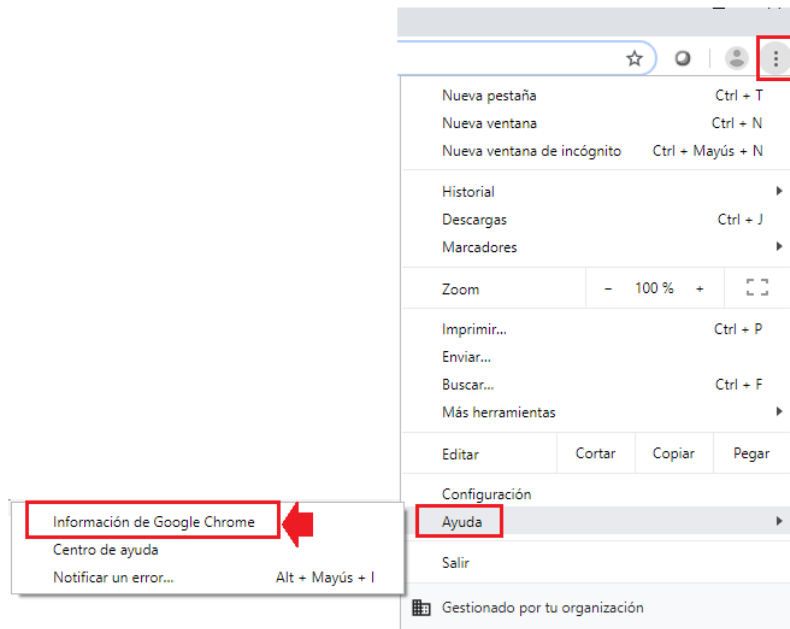 Nueva pestaña Ctrl + T
Nueva ventana Ctrl + N
Nueva ventana de incógnito Ctrl + Mayús + N
Historial
Descargas Ctrl + J
Marcadores
Zoom - 100 % +
Imprimir... Ctrl + P
Enviar...
Buscar... Ctrl + F
Más herramientas
Editar Cortar Copiar Pegar
Configuración
Ayuda
Salir
Gestionado por tu organización
Información de Google Chrome
Centro de ayuda
Notificar un error... Alt + Mayús + I